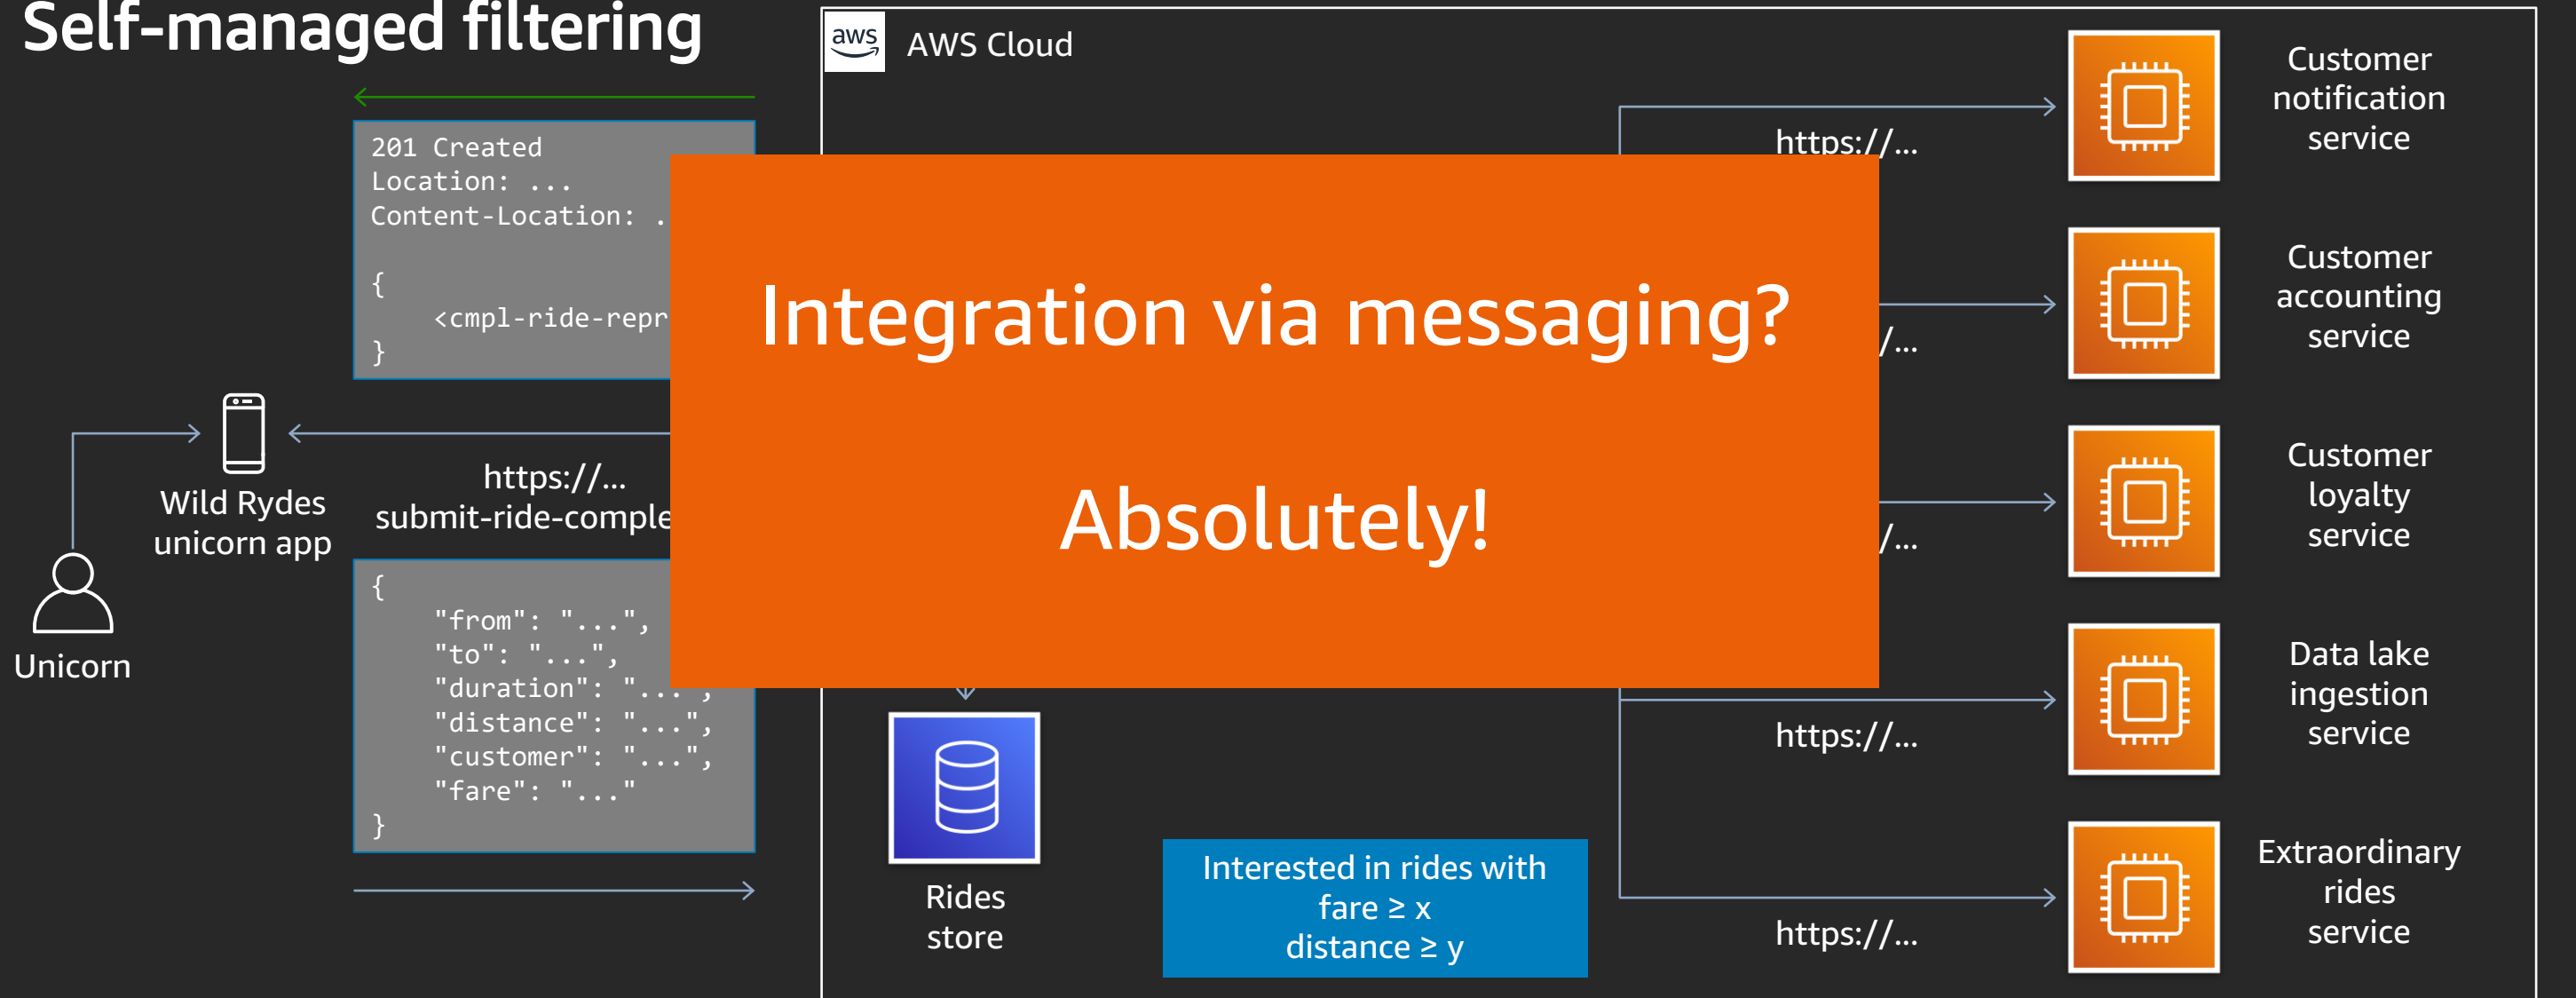 Self-managed filtering
aws
AWS Cloud
201 Created
Location: ...
Content-Location: .
{
<cmpl-ride-repr
}
https://...
submit-ride-comple
Wild Rydes
unicorn app
Unicorn
{
"from": "...",
"to": "...",
"duration": "...",
"distance": "...",
"customer": "...",
"fare": "..."
}
Integration via messaging?
Absolutely!
Rides
store
Interested in rides with
fare ≥ x
distance ≥ y
https://...
/...
/...
https://...
https://...
Customer
notification
service
Customer
accounting
service
Customer
loyalty
service
Data lake
ingestion
service
Extraordinary
rides
service